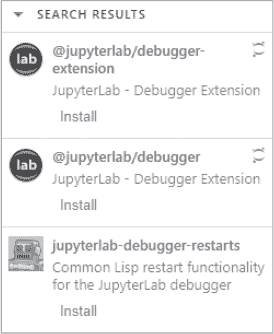 SEARCH RESULTS
lab
@jupyterlab/debugger-
extension
JupyterLab - Debugger Extension
Install
lab
@jupyterlab/debugger
JupyterLab - Debugger Extension
Install
jupyterlab-debugger-restarts
Common Lisp restart functionality
for the JupyterLab debugger
Install